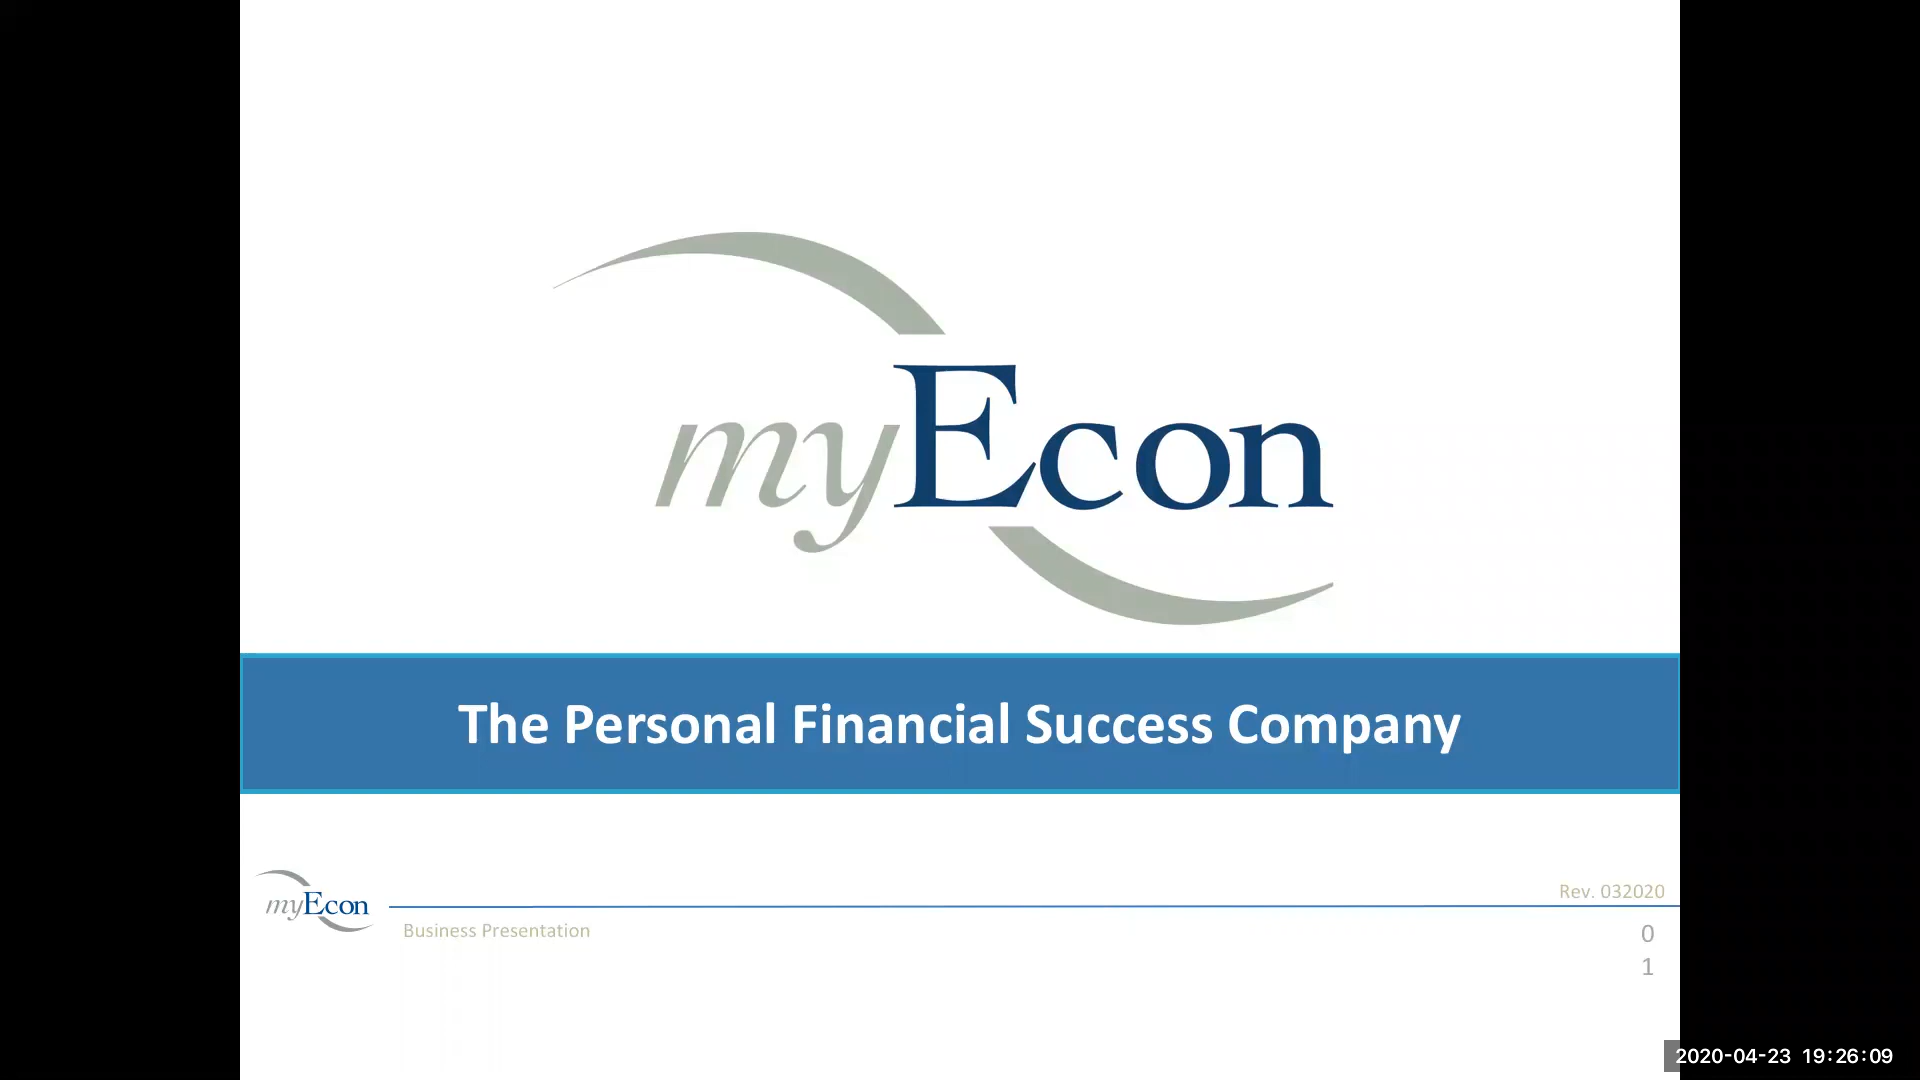 myEcon
The Personal Financial Success Company
myEcon
Rev. 032020
Business Presentation
0
1
2020-04-23 19:26:09